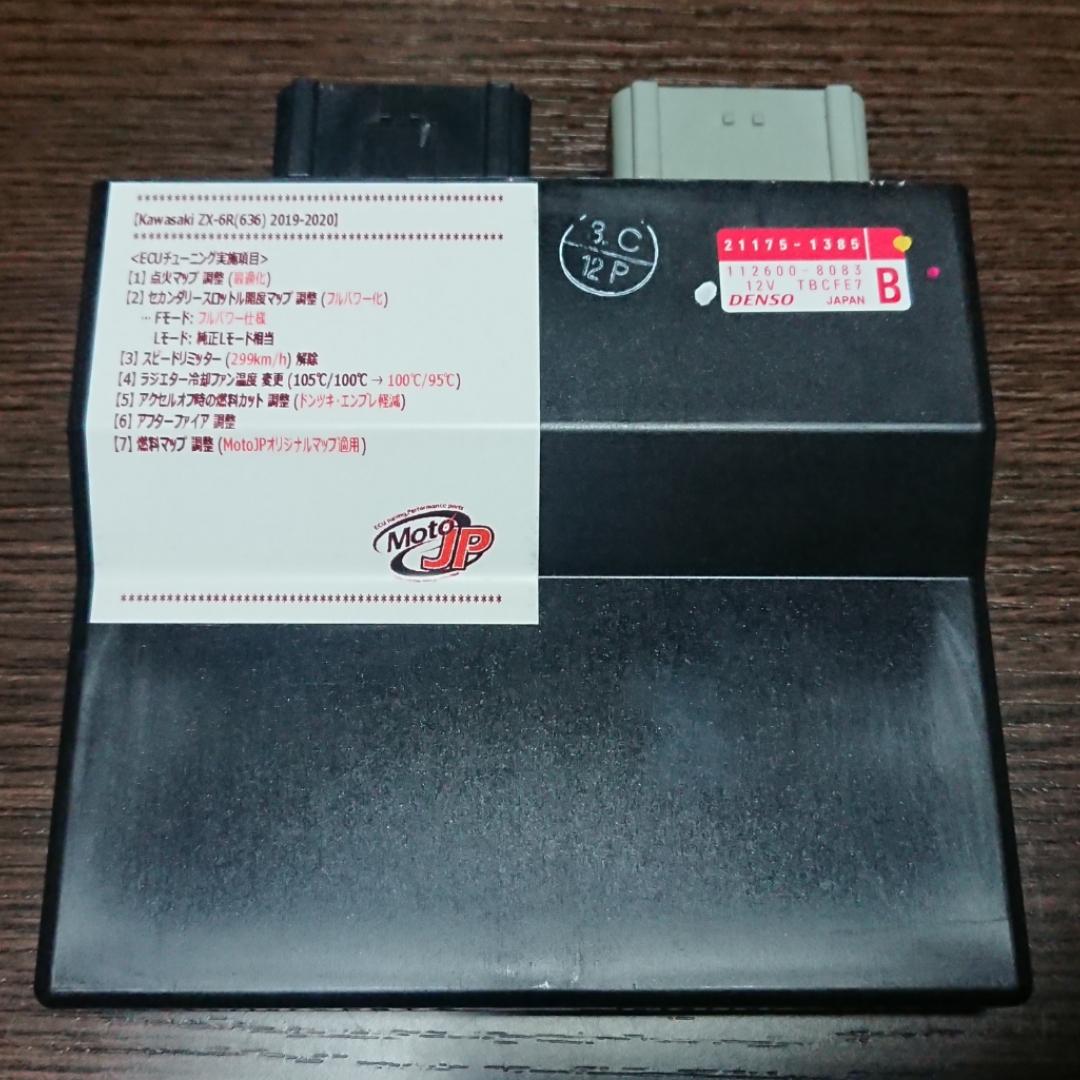 ************************************************
【Kawasaki ZX-6R(636) 2019-2020】
************************************************
<ECUチューニング実施項目>
[1] 点火マップ 調整 (最適化)
[2] セカンダリースロットル開度マップ 調整 (フルパワー化)
… Fモード: フルパワー仕様
Lモード: 純正Lモード相当
[3] スピードリミッター (299km/h) 解除
[4] ラジエター冷却ファン温度 変更 (105℃/100℃ → 100℃/95℃)
[5] アクセルオフ時の燃料カット 調整 (ドンツキ・エンブレ軽減)
[6] アフターファイア 調整
[7] 燃料マップ 調整 (MotoJPオリジナルマップ適用)
ECU tuning,Performance parts
Moto JP
************************************************
3. C
12 P
21175-1385
112600-8083
12V TBCFE7
DENSO JAPAN B